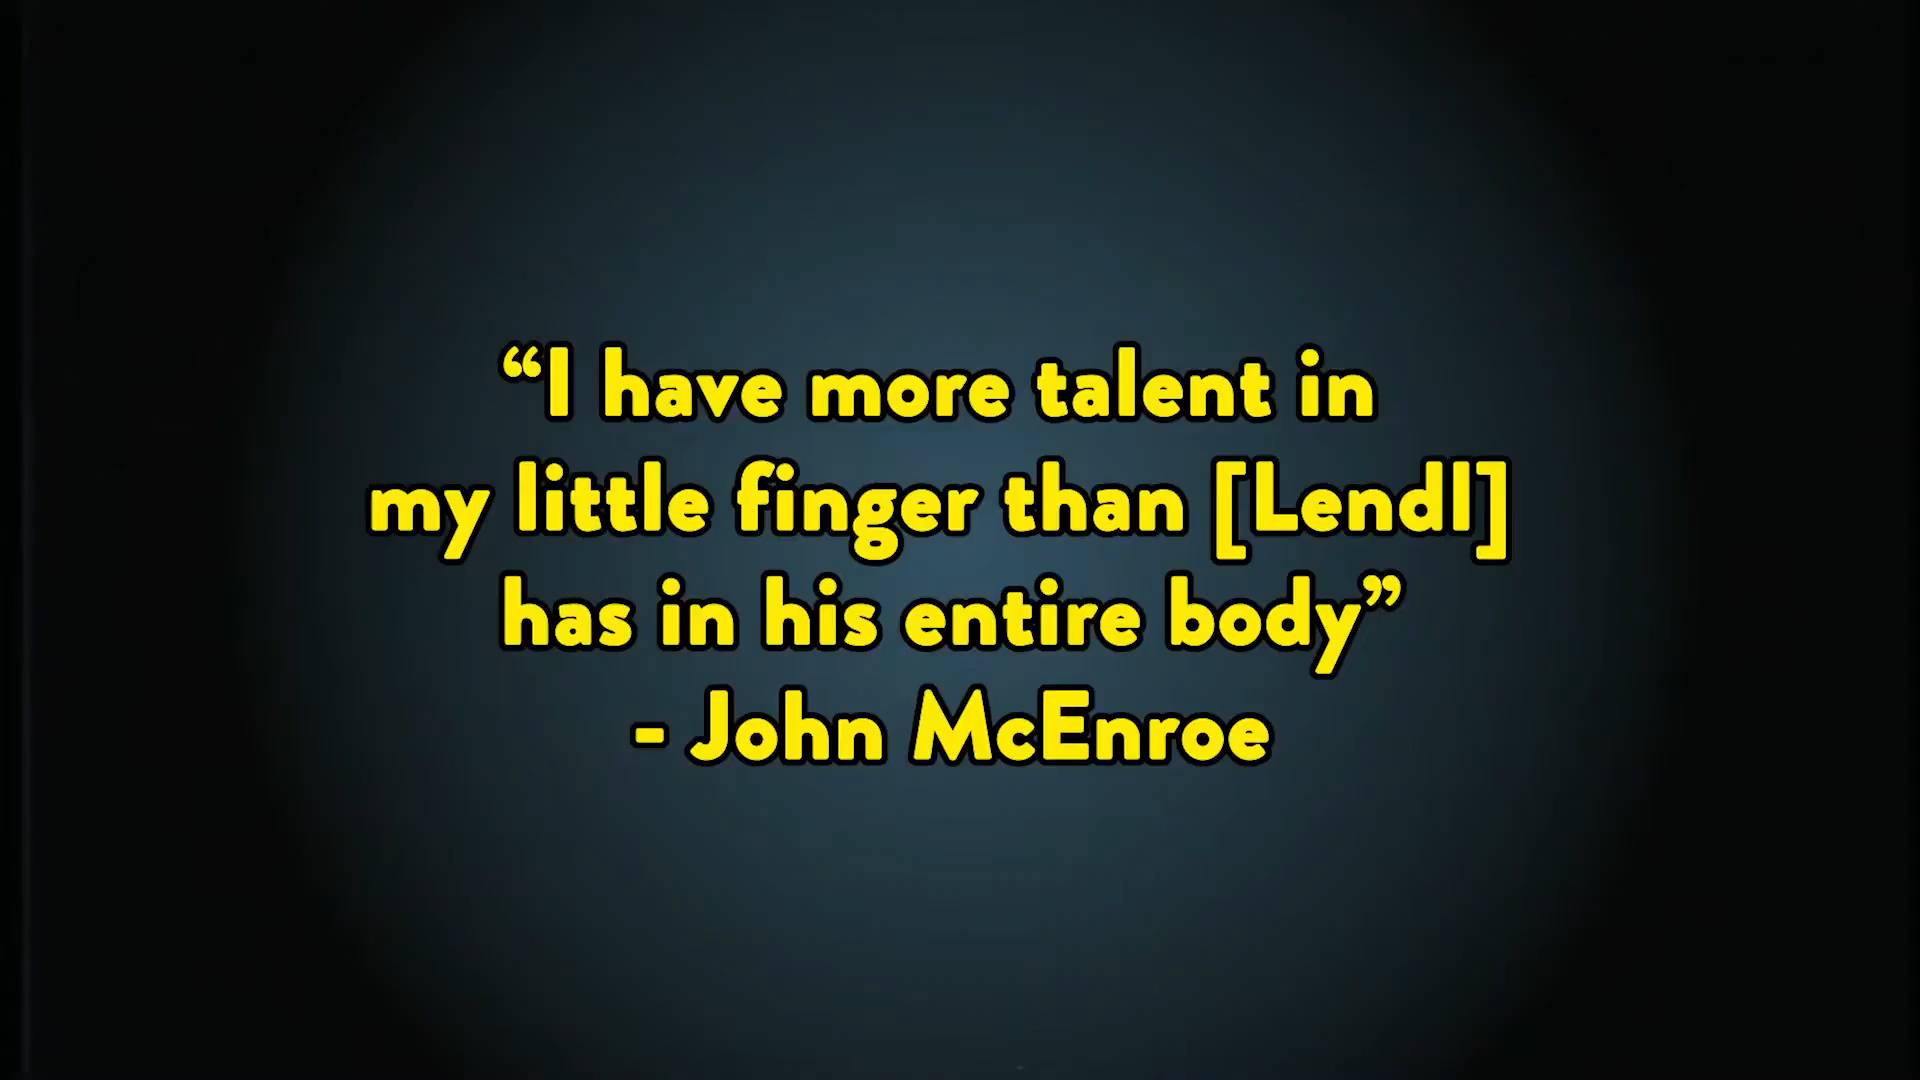 “I have more talent in
my little finger than [Lendl]
has in his entire body”
- John McEnroe